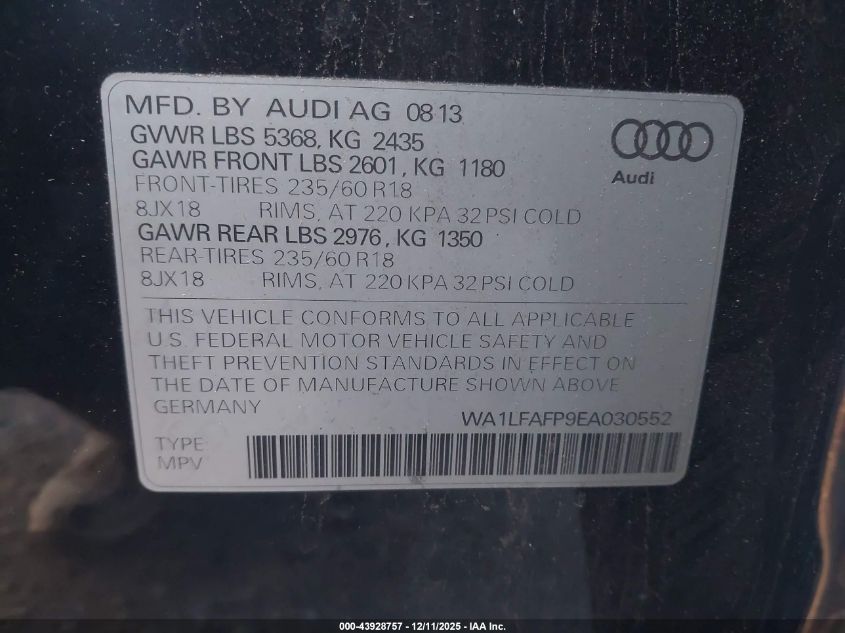 MFD. BY AUDI AG 0813
GVWR LBS 5368, KG 2435
GAWR FRONT LBS 2601, KG 1180
FRONT-TIRES 235/60 R18
8JX18 RIMS, AT 220 KPA 32 PSI COLD
GAWR REAR LBS 2976, KG 1350
REAR-TIRES 235/60 R18
8JX18 RIMS, AT 220 KPA 32 PSI COLD
Audi
THIS VEHICLE CONFORMS TO ALL APPLICABLE
U.S. FEDERAL MOTOR VEHICLE SAFETY AND
THEFT PREVENTION STANDARDS IN EFFECT ON
THE DATE OF MANUFACTURE SHOWN ABOVE
GERMANY WA1LFAFP9EA030552
TYPE:
MPV
000-43928757 - 12/11/2025 - IAA Inc.